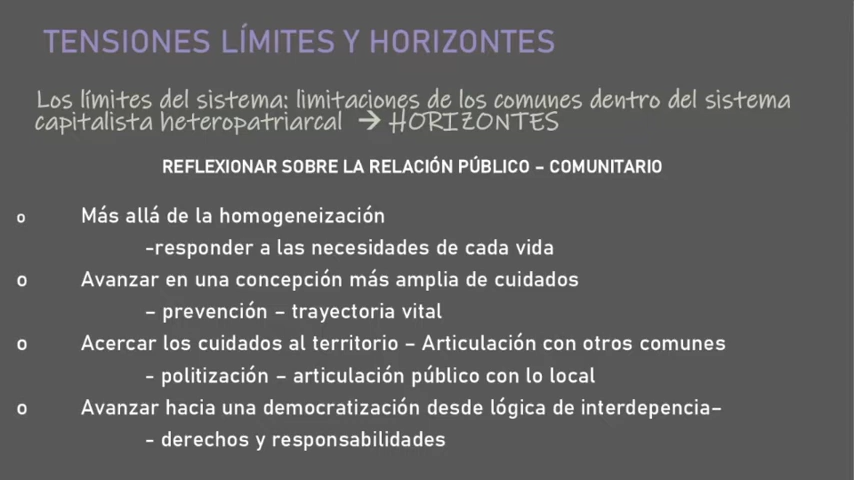 TENSIONES LÍMITES Y HORIZONTES
Los límites del sistema: limitaciones de los comunes dentro del sistema
capitalista heteropatriarcal → HORIZONTES
REFLEXIONAR SOBRE LA RELACIÓN PÚBLICO – COMUNITARIO
o Más allá de la homogeneización
-responder a las necesidades de cada vida
o Avanzar en una concepción más amplia de cuidados
– prevención – trayectoria vital
o Acercar los cuidados al territorio – Articulación con otros comunes
- politización – articulación público con lo local
o Avanzar hacia una democratización desde lógica de interdepencia–
- derechos y responsabilidades